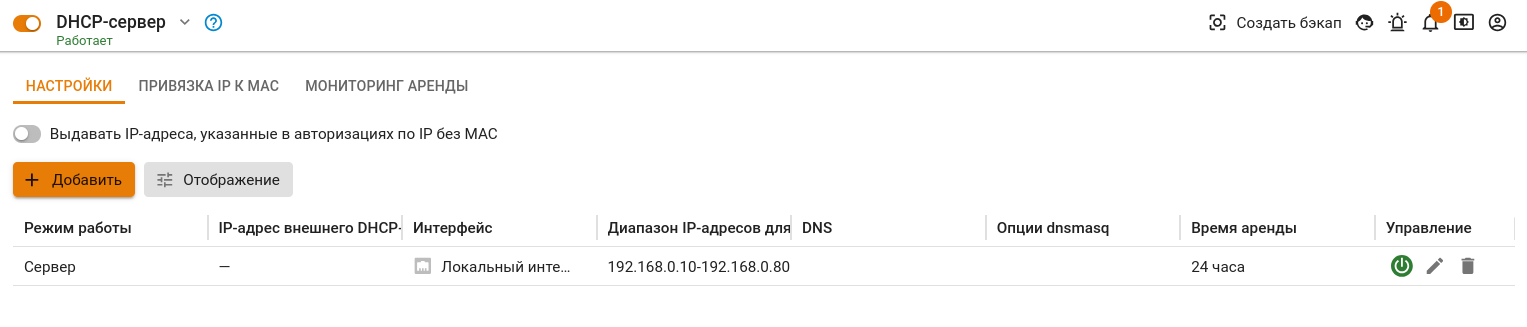 DHCP-сервер
Работает
Создать бэкап
1
НАСТРОЙКИ ПРИВЯЗКА IP К MAC МОНИТОРИНГ АРЕНДЫ
Выдавать IP-адреса, указанные в авторизациях по IP без MAC
Добавить Отображение
Режим работы IP-адрес внешнего DHCP- Интерфейс Диапазон IP-адресов для DNS Опции dnsmasq Время аренды Управление
Сервер — Локальный инте... 192.168.0.10-192.168.0.80 24 часа